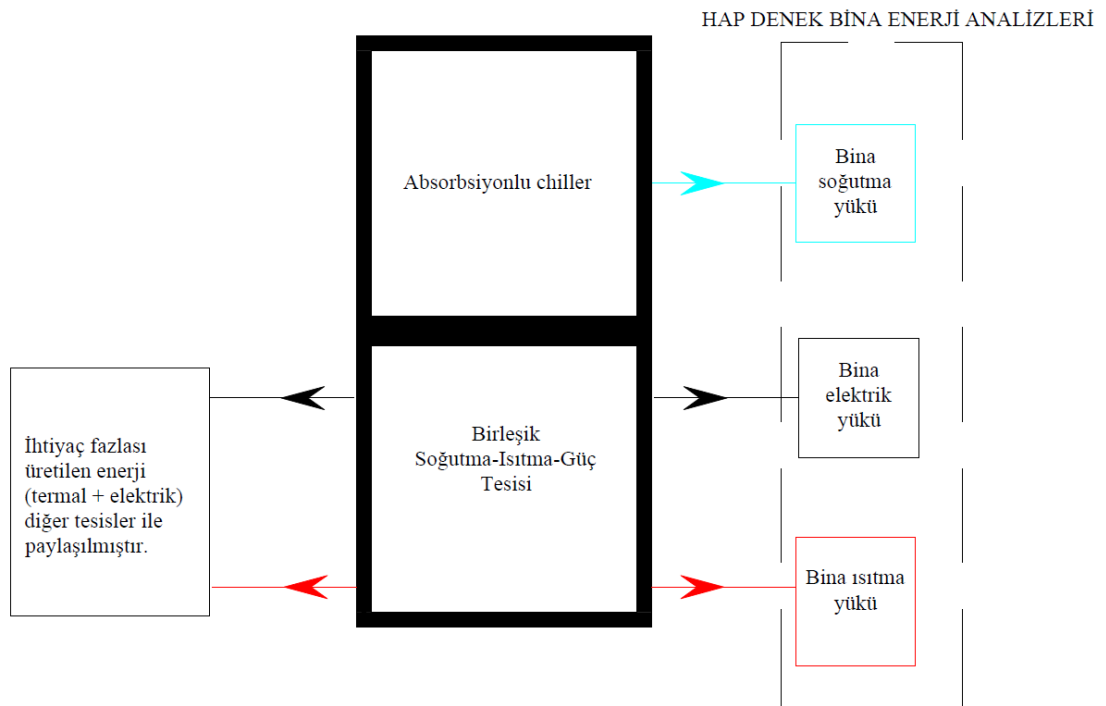 HAP DENEK BİNA ENERJİ ANALİZLERİ
Absorbsiyonlu chiller
Bina
soğutma
yükü
Bina
elektrik
yükü
Birleşik
Soğutma-Isıtma-Güç
Tesisi
İhtiyaç fazlası
üretilen enerji
(termal + elektrik)
diğer tesisler ile
paylaşılmıştır.
Bina ısıtma
yükü